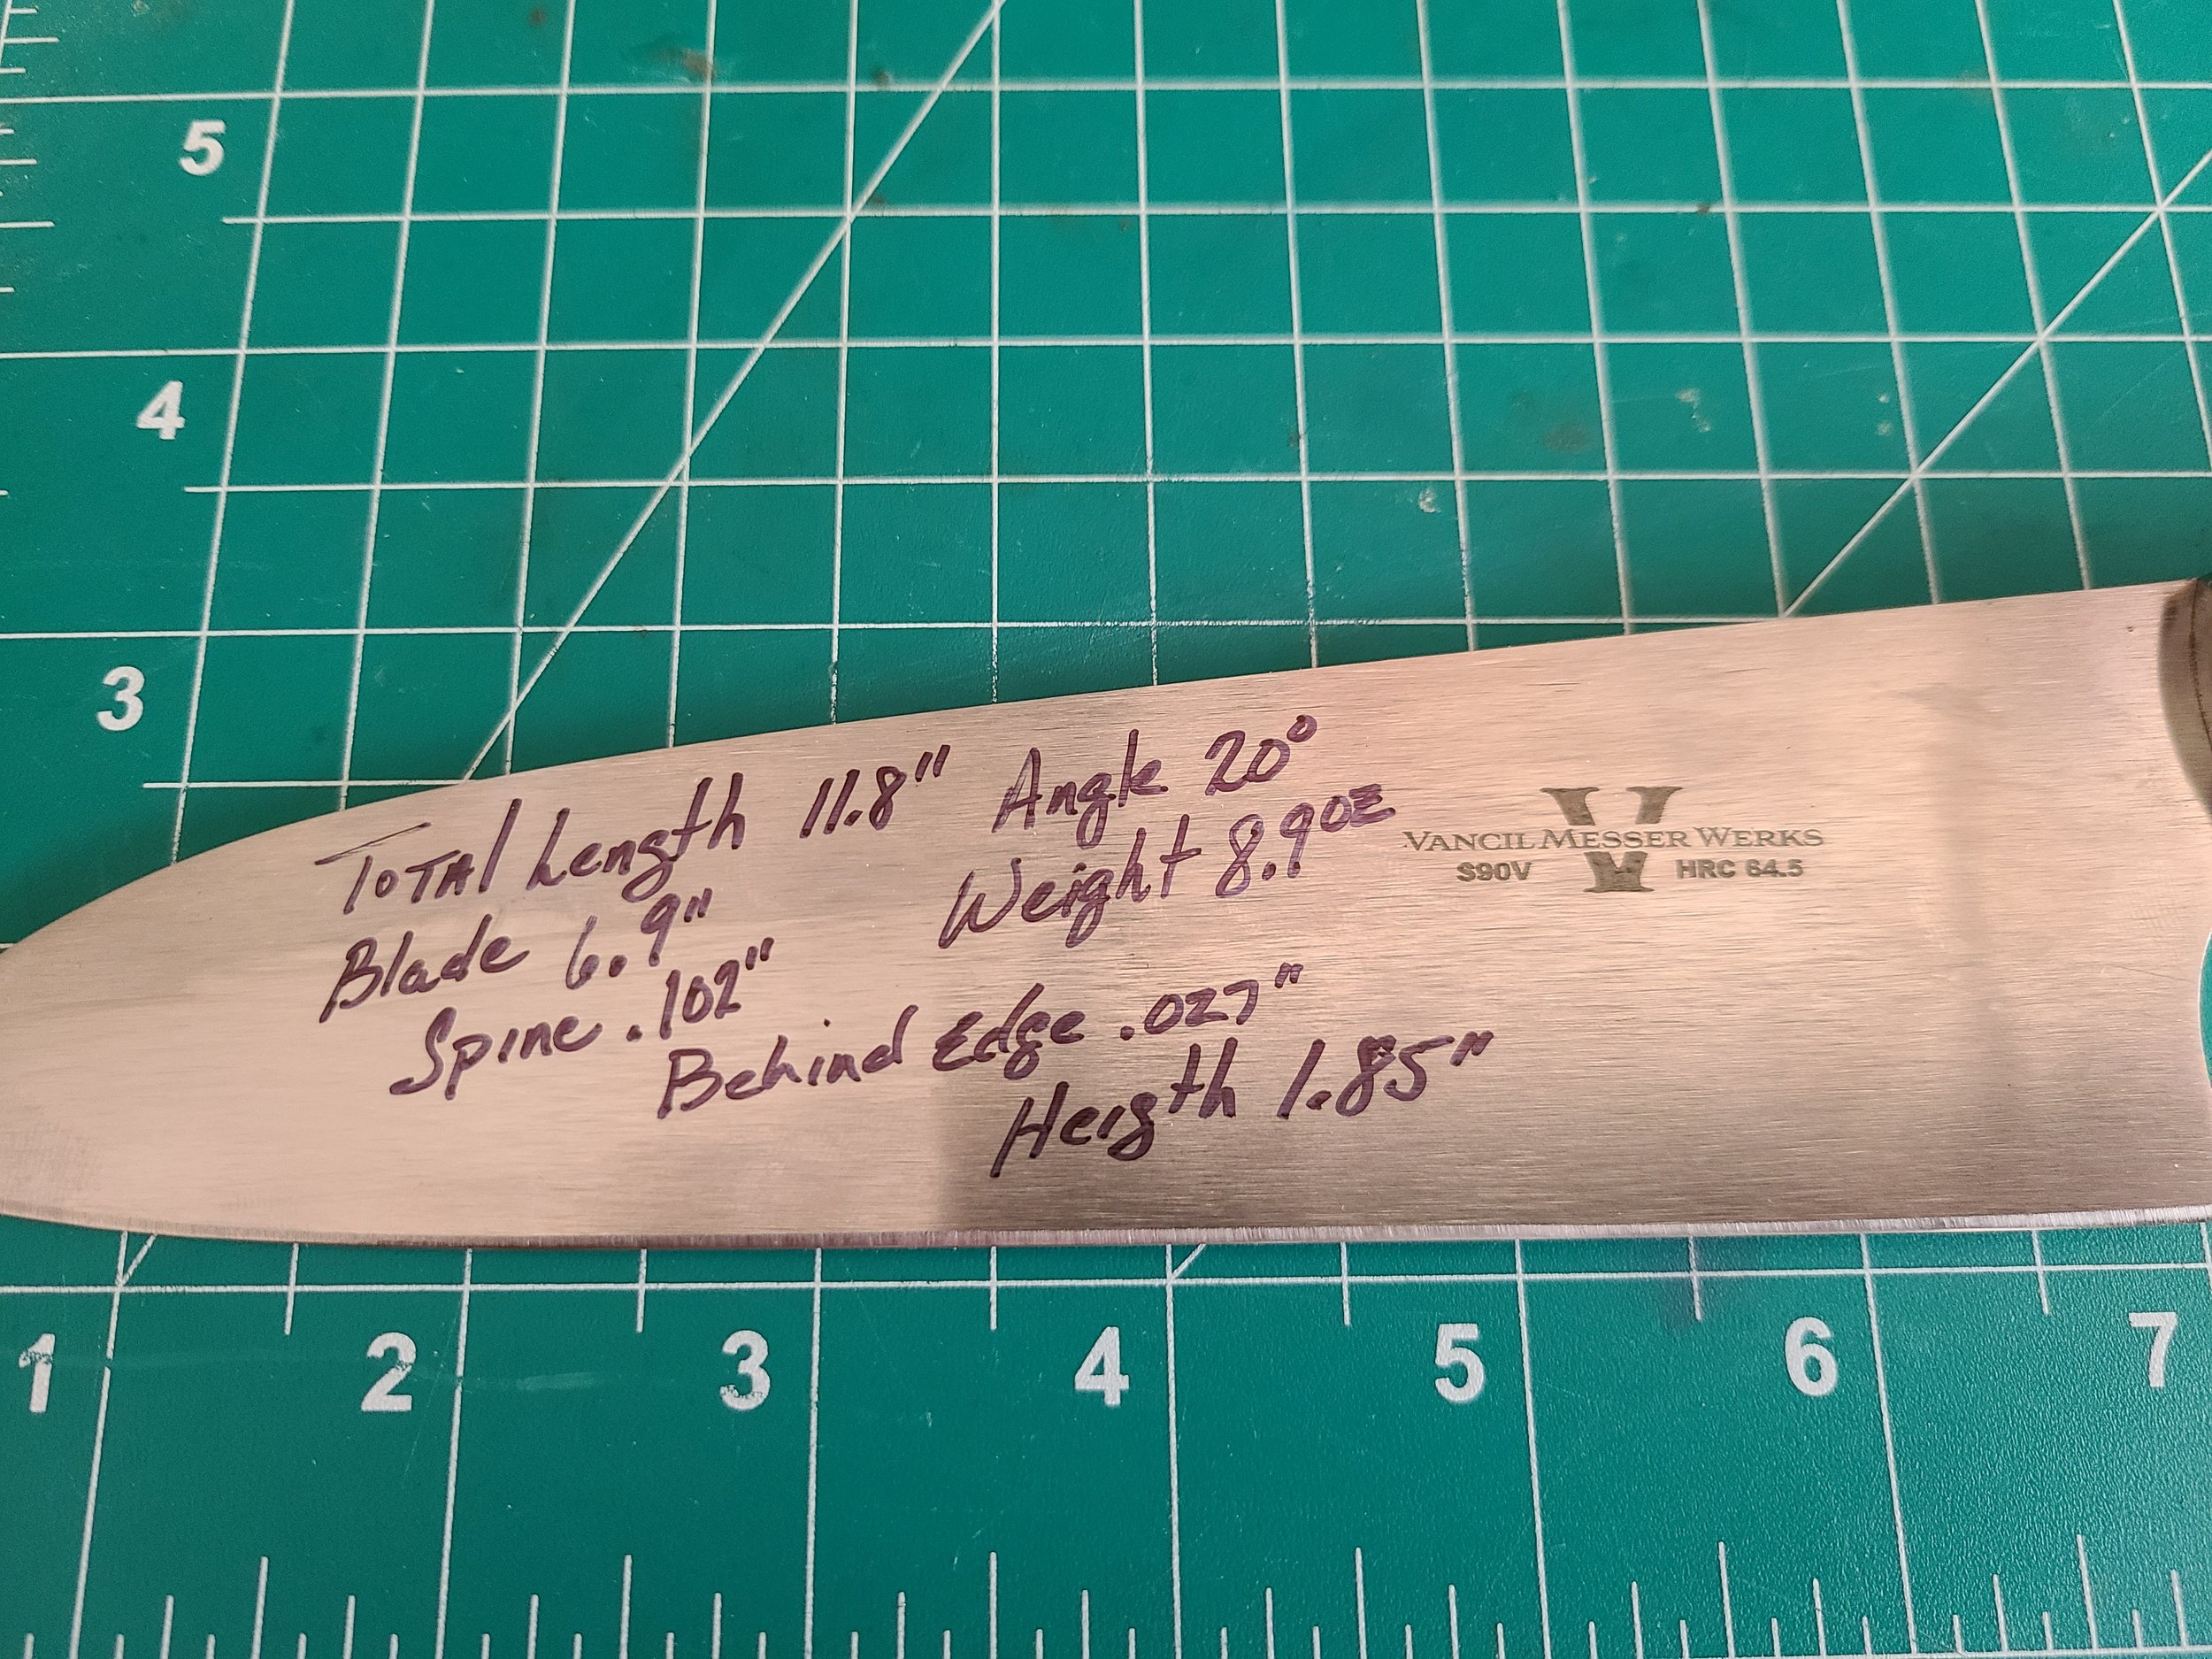 5
4
3
Total Length 11.8" Angle 20°
Blade 6.9" Weight 8.9oz
Spine .102"
Behind Edge .027"
Heigth 1.85"
V
VANCIL MESSER WERKS
S90V HRC 64.5
1 2 3 4 5 6 7